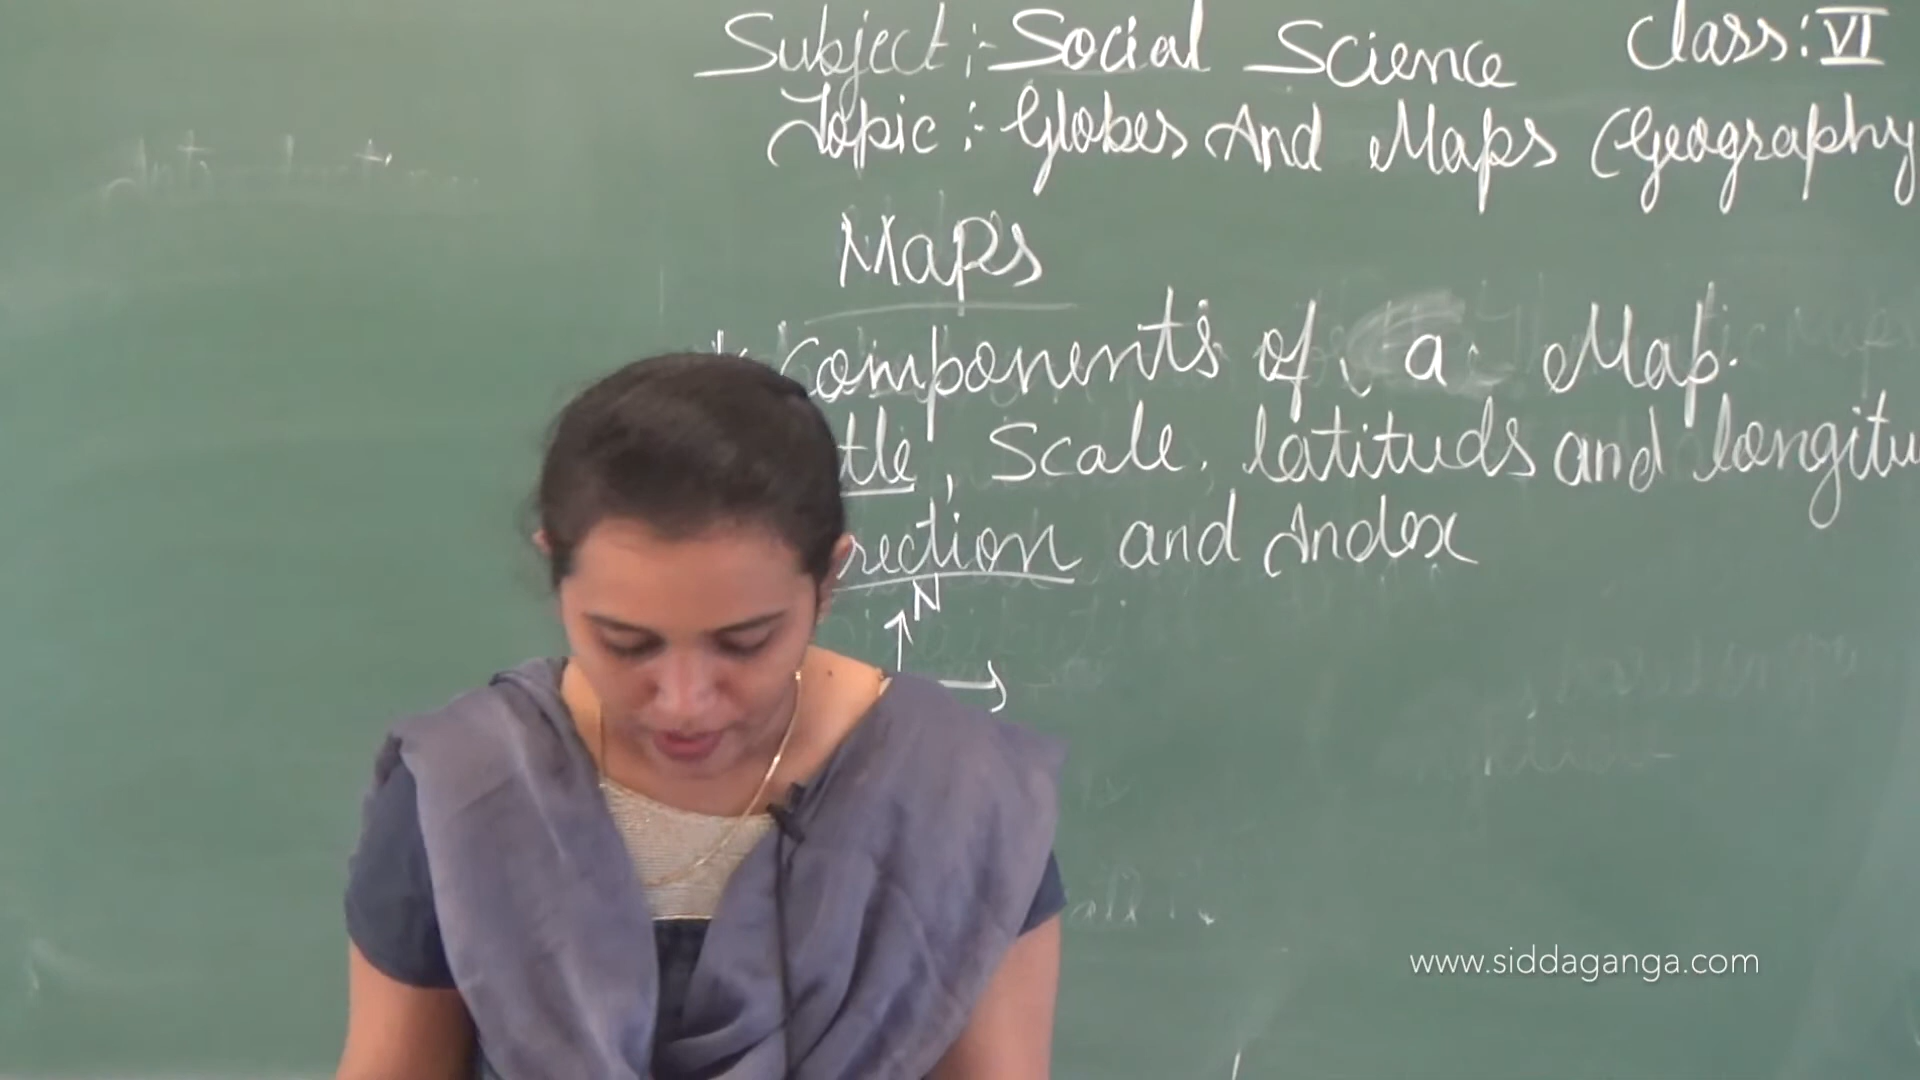 Subject :- Social Science Class : VI
Topic :- Globes And Maps (Geography
Maps
Components of a Map.
tle, Scale, latituds and longitu
rection and Index
N
www.siddaganga.com